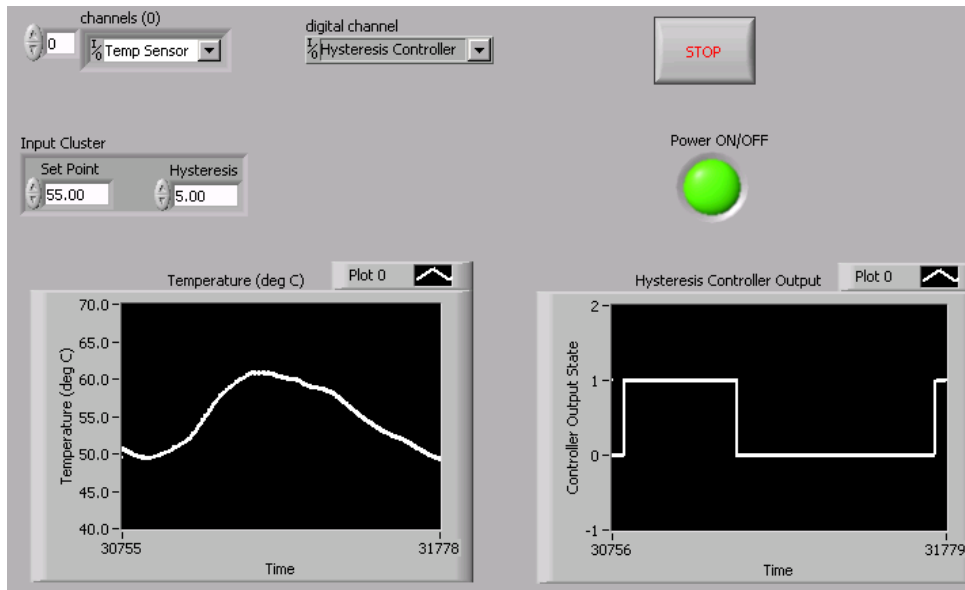 channels (0)
0
I/O Temp Sensor
digital channel
I/O Hysteresis Controller
STOP
Input Cluster
Set Point
55.00
Hysteresis
5.00
Power ON/OFF
Temperature (deg C)
Plot 0
Temperature (deg C)
70.0
65.0
60.0
55.0
50.0
45.0
40.0
30755
31778
Time
Hysteresis Controller Output
Plot 0
Controller Output State
2
1
0
-1
30756
31779
Time